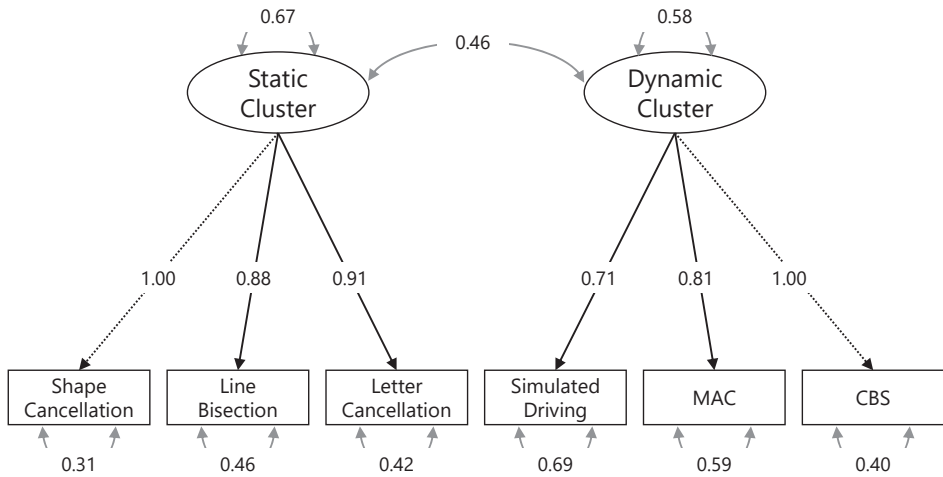 0.67
0.58
0.46
Static
Cluster
Dynamic
Cluster
1.00
0.88
0.91
0.71
0.81
1.00
Shape
Cancellation
Line
Bisection
Letter
Cancellation
Simulated
Driving
MAC
CBS
0.31
0.46
0.42
0.69
0.59
0.40